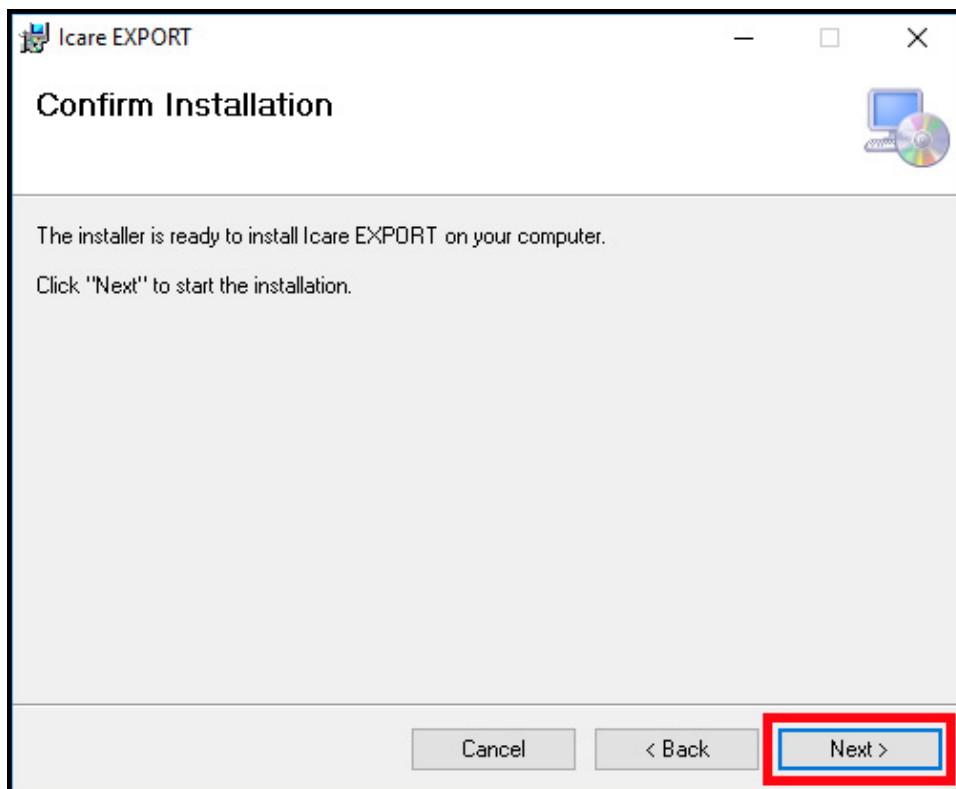 Icare EXPORT
Confirm Installation
The installer is ready to install Icare EXPORT on your computer.
Click "Next" to start the installation.
Cancel
< Back
Next >